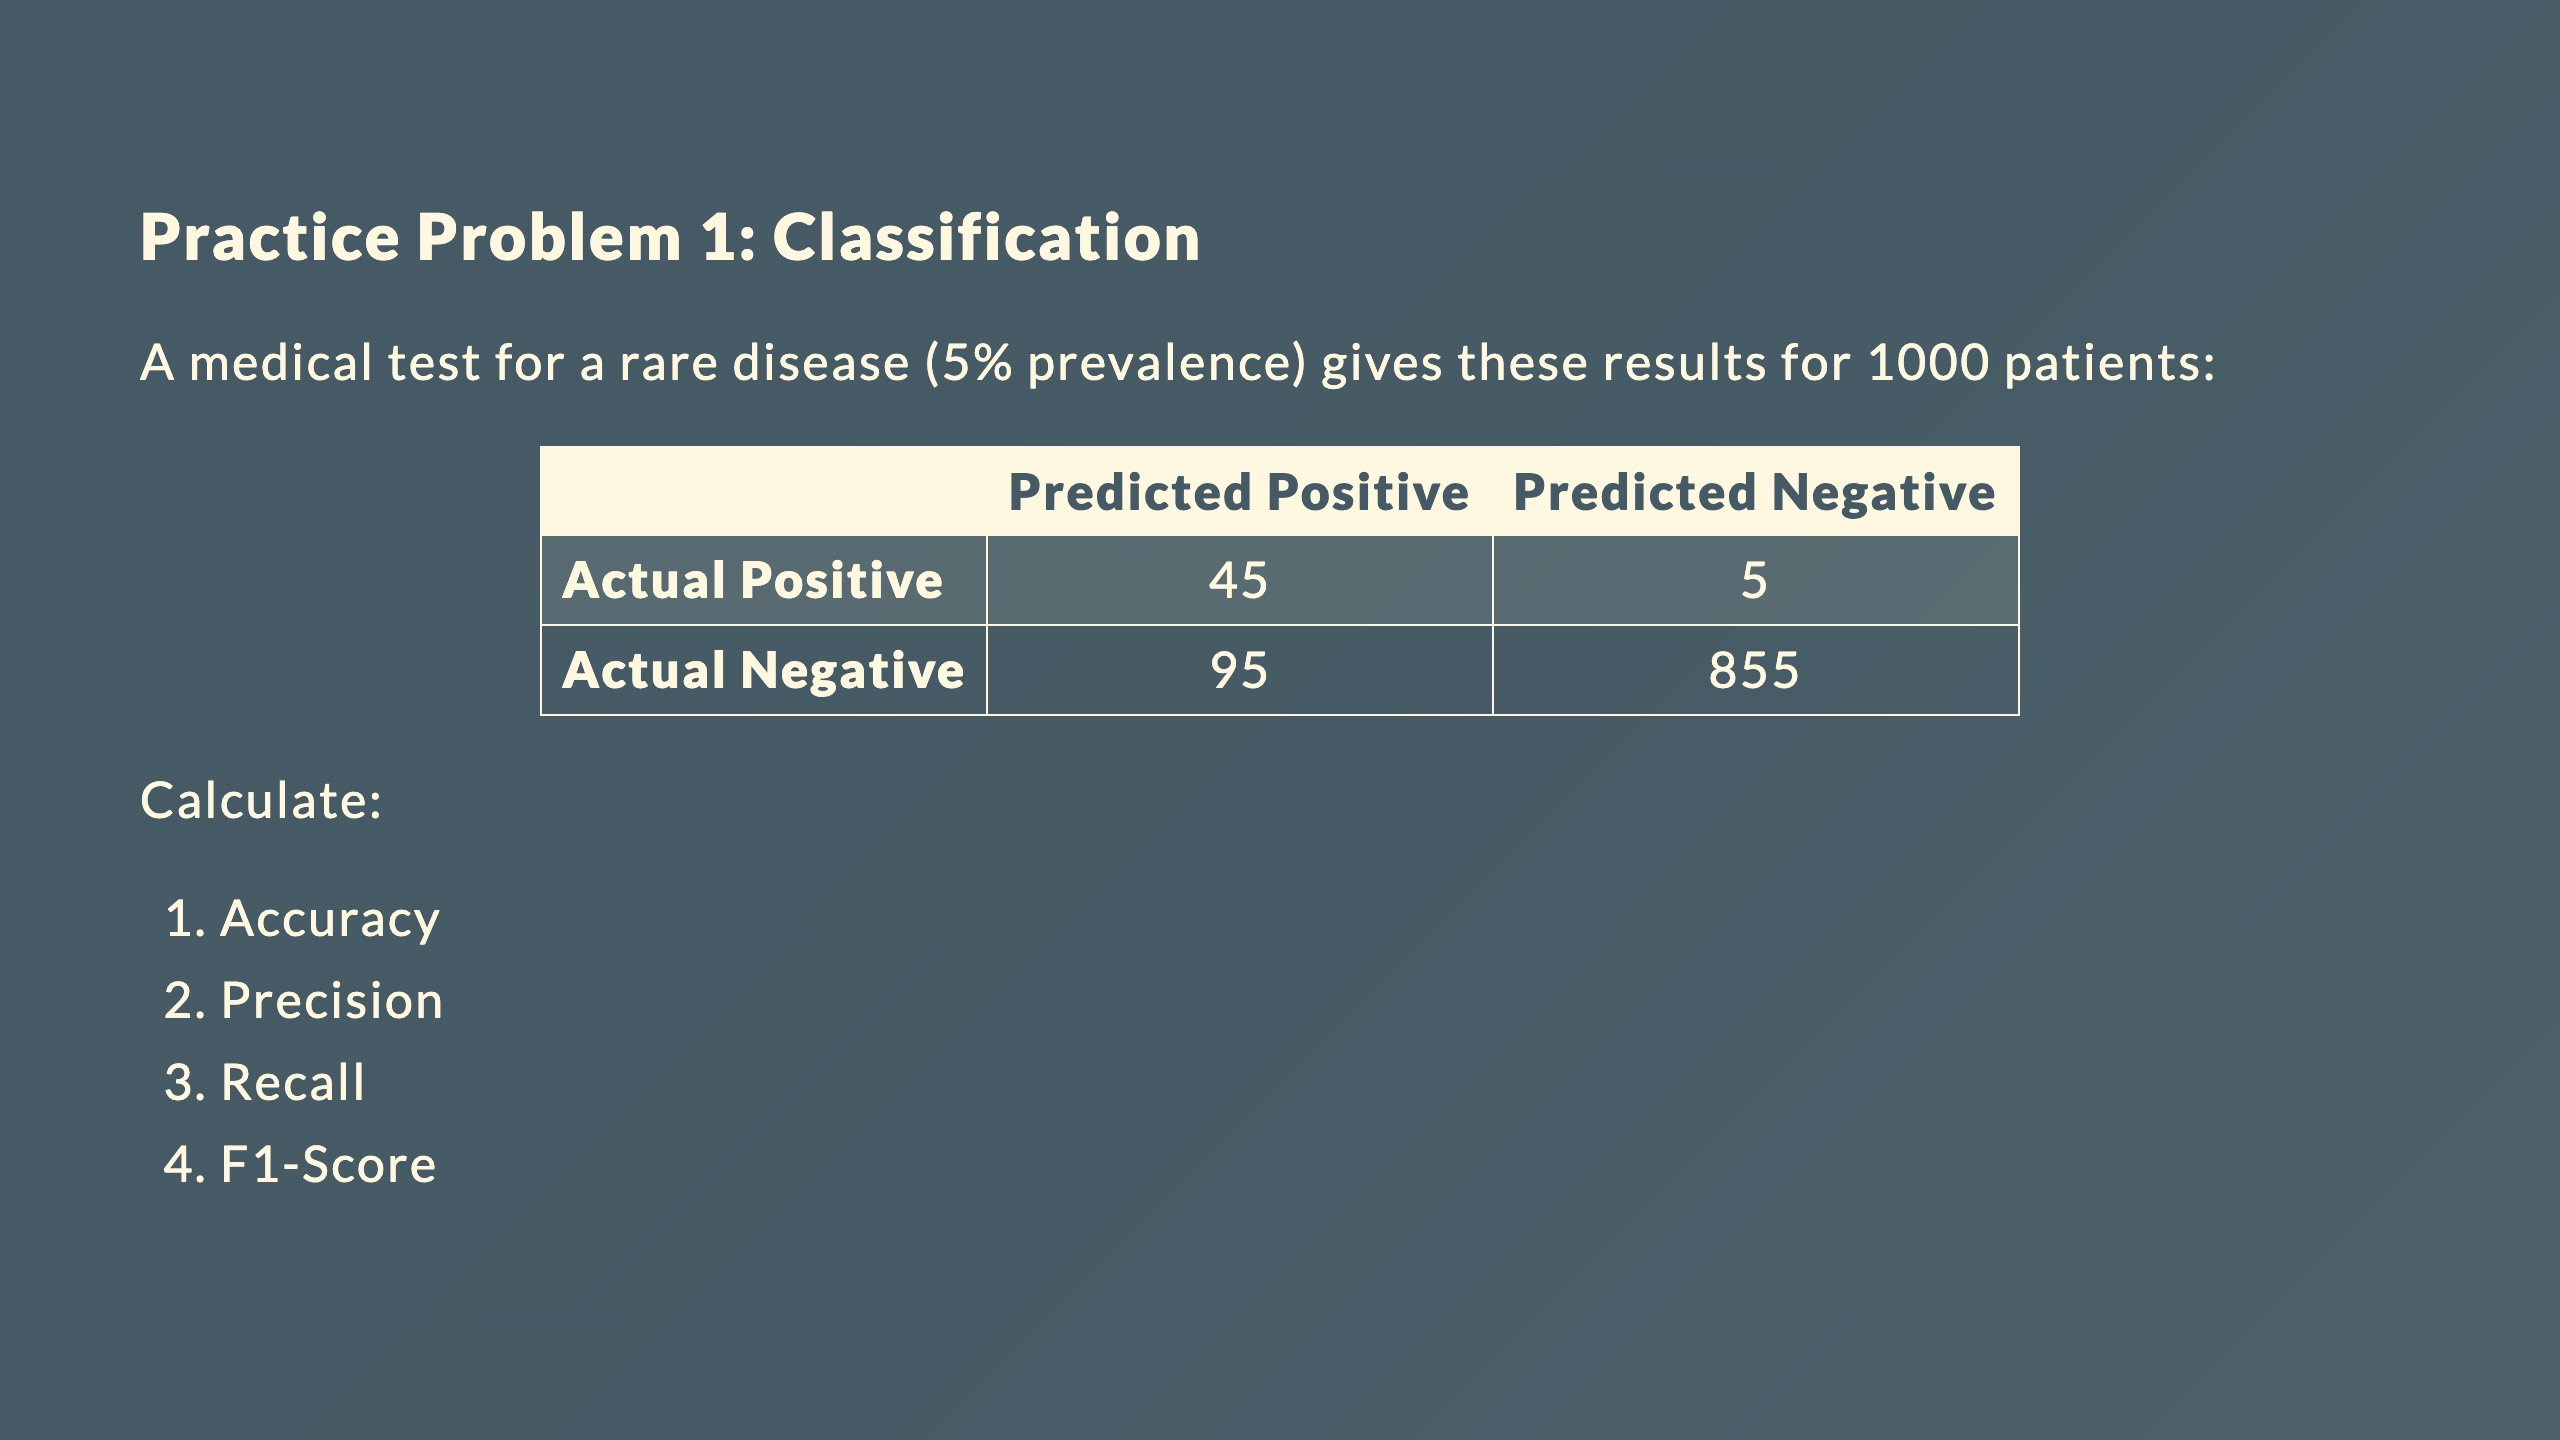 Practice Problem 1: Classification
A medical test for a rare disease (5% prevalence) gives these results for 1000 patients:
Predicted Positive Predicted Negative
Actual Positive 45 5
Actual Negative 95 855
Calculate:
1. Accuracy
2. Precision
3. Recall
4. F1-Score